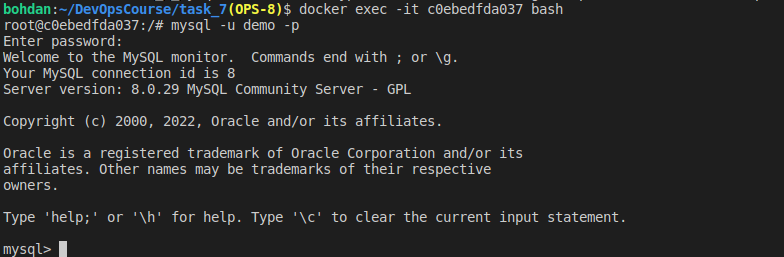 bohdan:~/DevOpsCourse/task_7(OPS-8)$ docker exec -it c0ebedfda037 bash
root@c0ebedfda037:/# mysql -u demo -p
Enter password:
Welcome to the MySQL monitor.  Commands end with ; or \g.
Your MySQL connection id is 8
Server version: 8.0.29 MySQL Community Server - GPL
Copyright (c) 2000, 2022, Oracle and/or its affiliates.
Oracle is a registered trademark of Oracle Corporation and/or its
affiliates. Other names may be trademarks of their respective
owners.
Type 'help;' or '\h' for help. Type '\c' to clear the current input statement.
mysql>